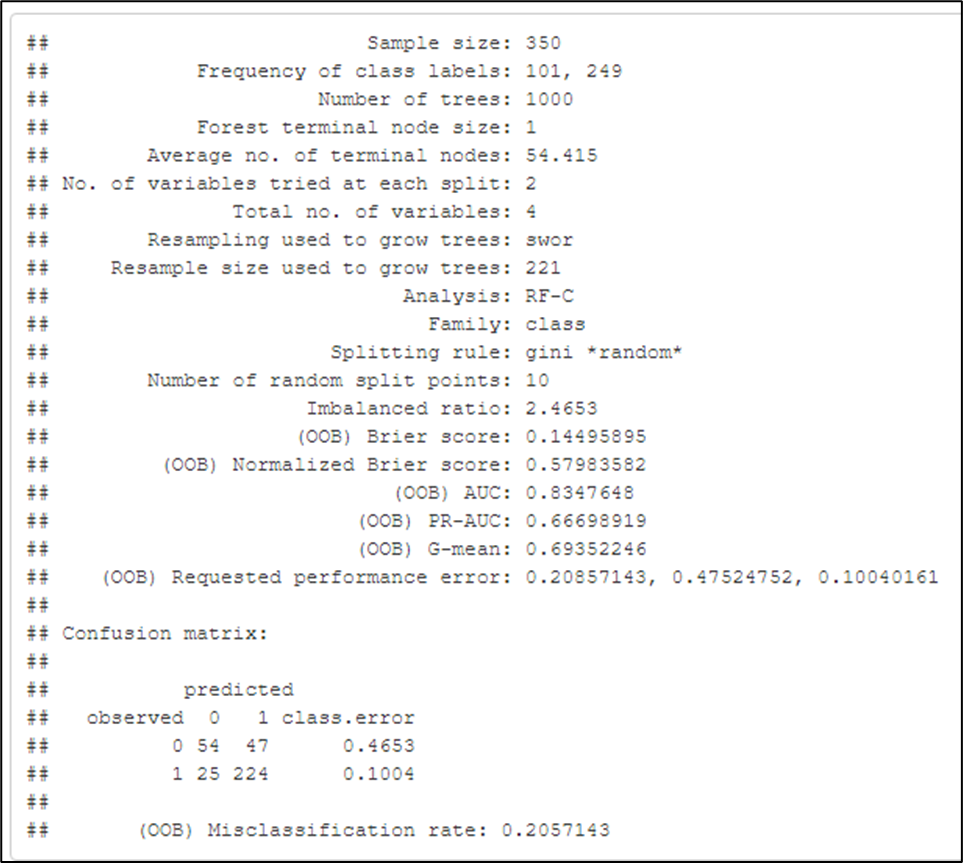 ##                          Sample size: 350
##            Frequency of class labels: 101, 249
##                      Number of trees: 1000
##            Forest terminal node size: 1
##        Average no. of terminal nodes: 54.415
## No. of variables tried at each split: 2
##               Total no. of variables: 4
##        Resampling used to grow trees: swor
##     Resample size used to grow trees: 221
##                             Analysis: RF-C
##                               Family: class
##                       Splitting rule: gini *random*
##        Number of random split points: 10
##                     Imbalanced ratio: 2.4653
##                    (OOB) Brier score: 0.14495895
##         (OOB) Normalized Brier score: 0.57983582
##                            (OOB) AUC: 0.8347648
##                         (OOB) PR-AUC: 0.66698919
##                         (OOB) G-mean: 0.69352246
##    (OOB) Requested performance error: 0.20857143, 0.47524752, 0.10040161
##
## Confusion matrix:
##
##           predicted
##   observed  0   1 class.error
##          0 54  47      0.4653
##          1 25 224      0.1004
##
##       (OOB) Misclassification rate: 0.2057143